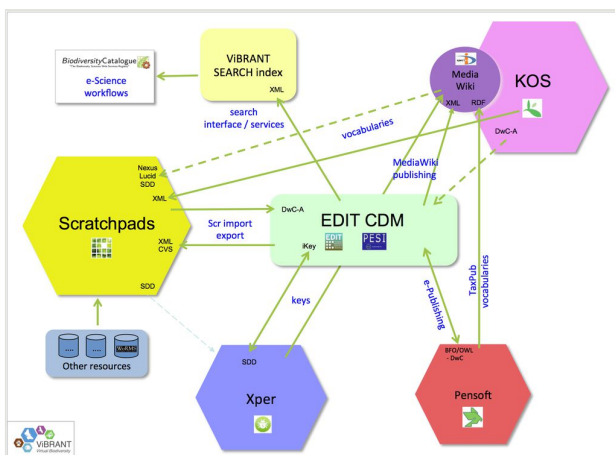 BiodiversityCatalogue
e-Science
workflows
ViBRANT
SEARCH index
XML
search
interface / services
vocabularies
Media
Wiki
XML RDF
KOS
DwC-A
MediaWiki
publishing
Nexus
Lucid
SDD
XML
Scratchpads
XML
CVS
SDD
DwC-A
Scr import
export
EDIT CDM
EDIT
PESI
iKey
keys
e-Publishing
TaxPub
vocabularies
.... ....
Other resources
SDD
Xper
BFO/OWL
- DwC
Pensoft
ViBRANT
Virtual Biodiversity